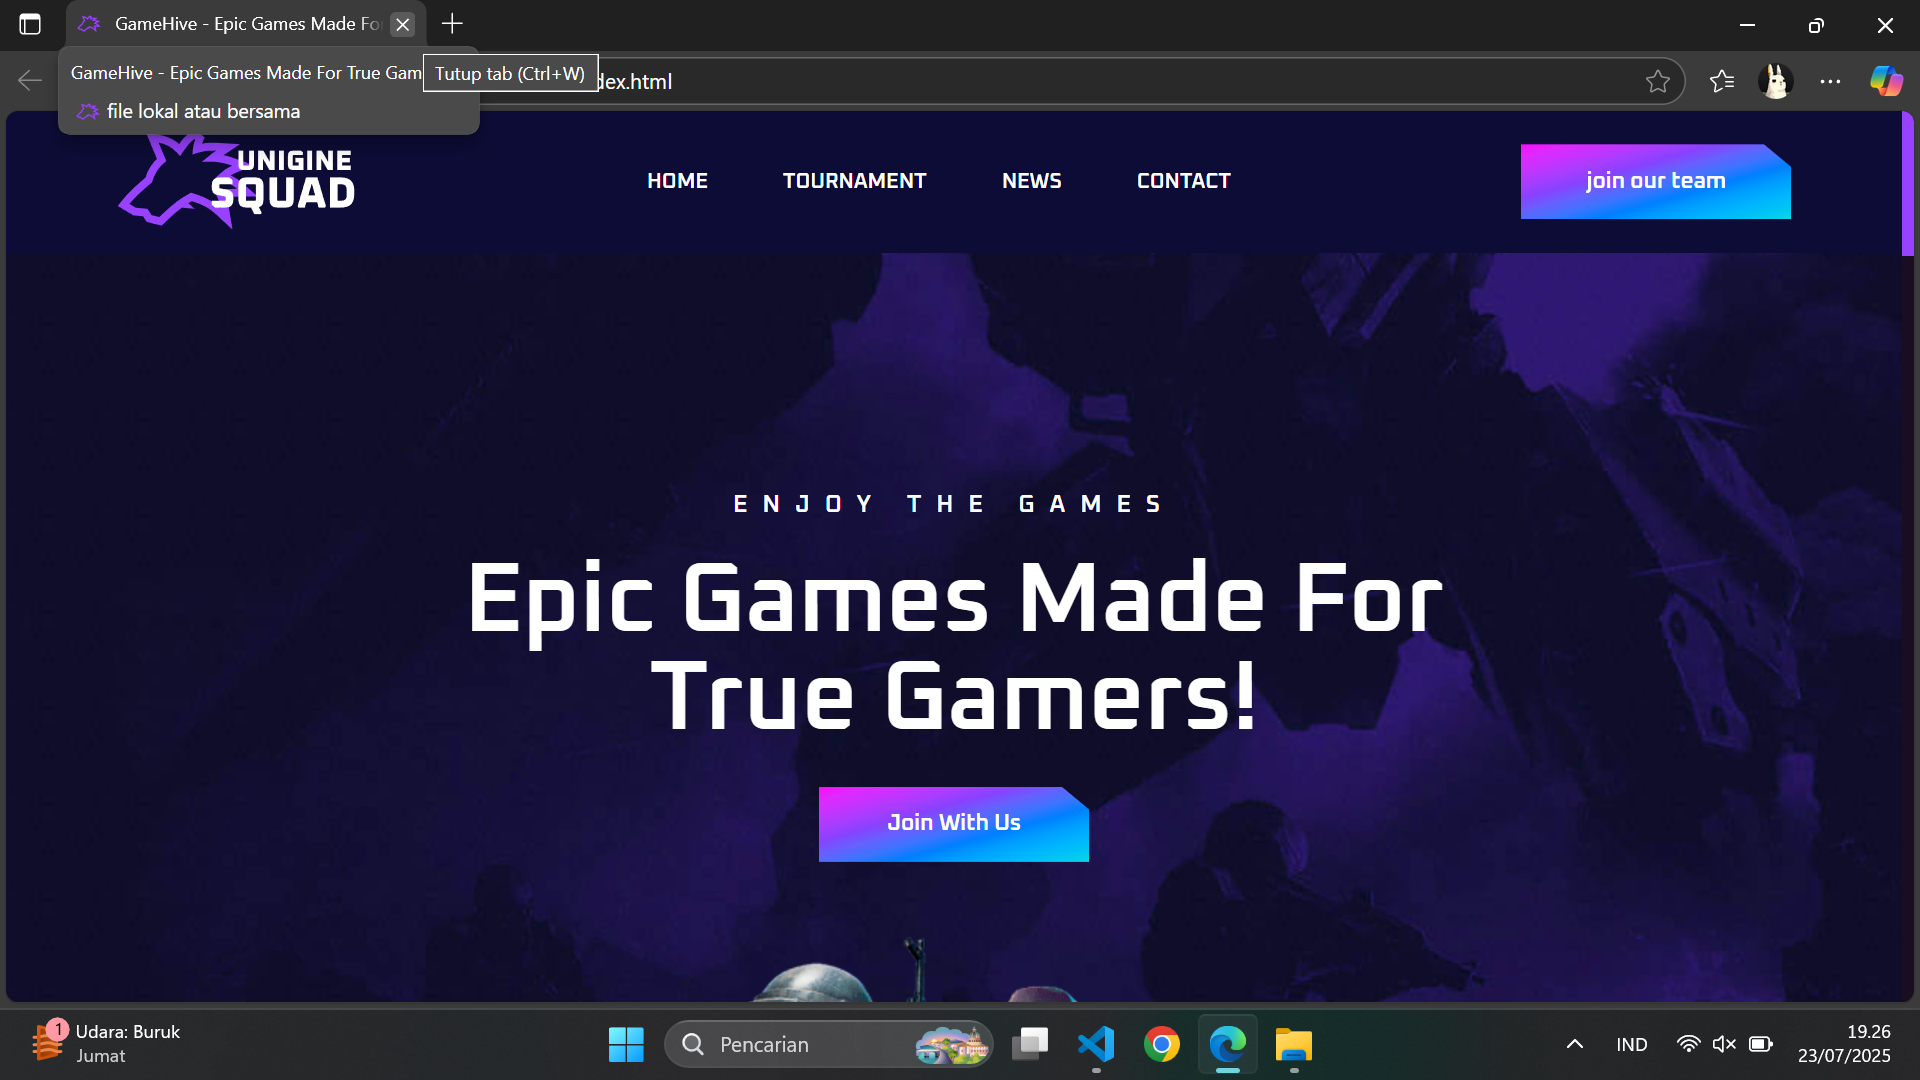 GameHive - Epic Games Made Fo
GameHive - Epic Games Made For True Gam
Tutup tab (Ctrl+W)
dex.html
file lokal atau bersama
UNIGINE
SQUAD
HOME
TOURNAMENT
NEWS
CONTACT
join our team
ENJOY THE GAMES
Epic Games Made For
True Gamers!
Join With Us
1
Udara: Buruk
Jumat
Pencarian
IND
19.26
23/07/2025